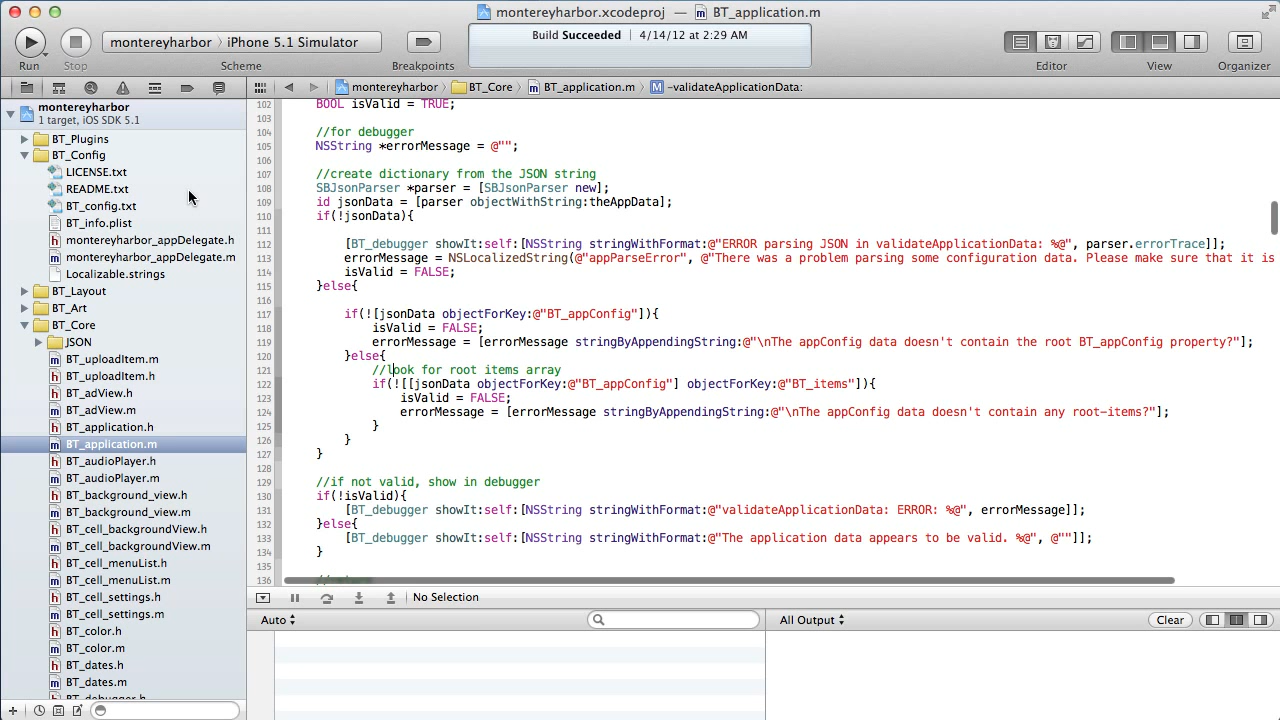 montereyharbor.xcodeproj — BT_application.m
montereyharbor › iPhone 5.1 Simulator
Build Succeeded | 4/14/12 at 2:29 AM
Run Stop Scheme Breakpoints Editor View Organizer
montereyharbor
1 target, iOS SDK 5.1
BT_Plugins
BT_Config
LICENSE.txt
README.txt
BT_config.txt
BT_info.plist
montereyharbor_appDelegate.h
montereyharbor_appDelegate.m
Localizable.strings
BT_Layout
BT_Art
BT_Core
JSON
BT_uploadItem.m
BT_uploadItem.h
BT_adView.h
BT_adView.m
BT_application.h
BT_application.m
BT_audioPlayer.h
BT_audioPlayer.m
BT_background_view.h
BT_background_view.m
BT_cell_backgroundView.h
BT_cell_backgroundView.m
BT_cell_menuList.h
BT_cell_menuList.m
BT_cell_settings.h
BT_cell_settings.m
BT_color.h
BT_color.m
BT_dates.h
BT_dates.m
BT_debugger.h
montereyharbor › BT_Core › BT_application.m › M -validateApplicationData:
102 BOOL isValid = TRUE;
103
104 //for debugger
105 NSString *errorMessage = @"";
106
107 //create dictionary from the JSON string
108 SBJsonParser *parser = [SBJsonParser new];
109 id jsonData = [parser objectWithString:theAppData];
110 if(!jsonData){
111
112 [BT_debugger showIt:self:[NSString stringWithFormat:@"ERROR parsing JSON in validateApplicationData: %@", parser.errorTrace]];
113 errorMessage = NSLocalizedString(@"appParseError", @"There was a problem parsing some configuration data. Please make sure that it is
114 isValid = FALSE;
115 }else{
116
117 if(![jsonData objectForKey:@"BT_appConfig"]){
118 isValid = FALSE;
119 errorMessage = [errorMessage stringByAppendingString:@"\nThe appConfig data doesn't contain the root BT_appConfig property?"];
120 }else{
121 //look for root items array
122 if(![[jsonData objectForKey:@"BT_appConfig"] objectForKey:@"BT_items"]){
123 isValid = FALSE;
124 errorMessage = [errorMessage stringByAppendingString:@"\nThe appConfig data doesn't contain any root-items?"];
125 }
126 }
127 }
128
129 //if not valid, show in debugger
130 if(!isValid){
131 [BT_debugger showIt:self:[NSString stringWithFormat:@"validateApplicationData: ERROR: %@", errorMessage]];
132 }else{
133 [BT_debugger showIt:self:[NSString stringWithFormat:@"The application data appears to be valid. %@", @""]];
134 }
135
136 //return
No Selection
Auto
All Output
Clear